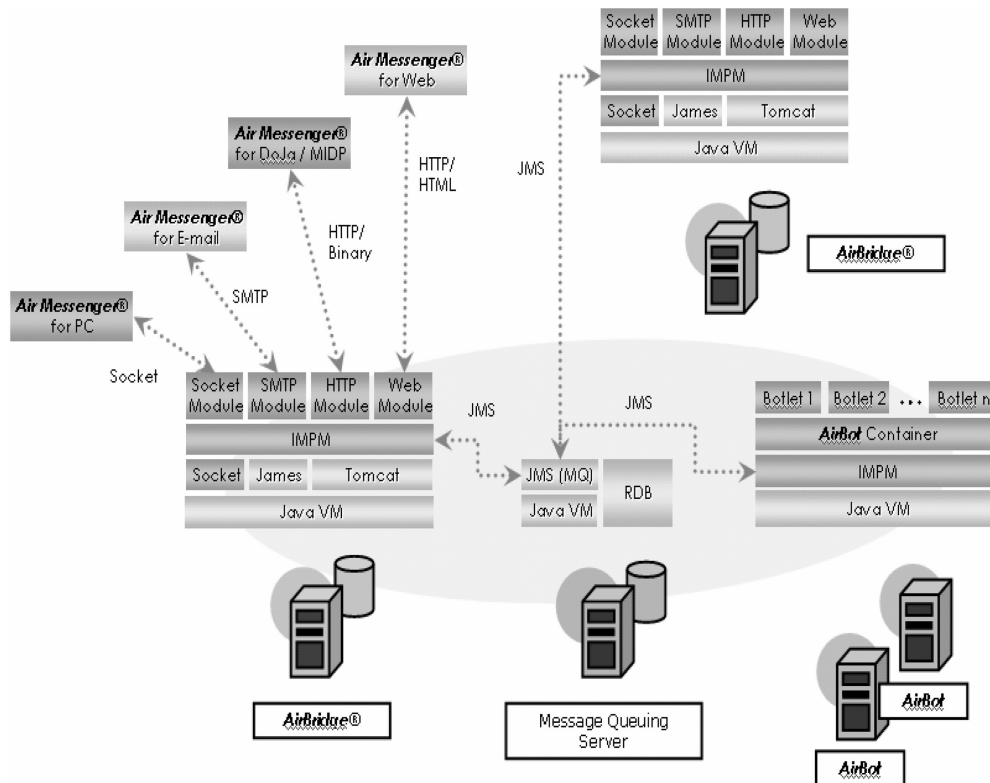 Socket Module
SMTP Module
HTTP Module
Web Module
IMPM
Socket
James
Tomcat
Java VM
JMS
AirBridge®
Air Messenger®
for Web
Air Messenger®
for DoJa / MIDP
Air Messenger®
for E-mail
Air Messenger®
for PC
HTTP/
HTML
HTTP/
Binary
SMTP
Socket
Socket Module
SMTP Module
HTTP Module
Web Module
IMPM
Socket
James
Tomcat
Java VM
JMS
JMS
JMS (MQ)
Java VM
RDB
Botlet 1
Botlet 2
...
Botlet n
AirBot Container
IMPM
Java VM
AirBridge®
Message Queuing
Server
AirBot
AirBot